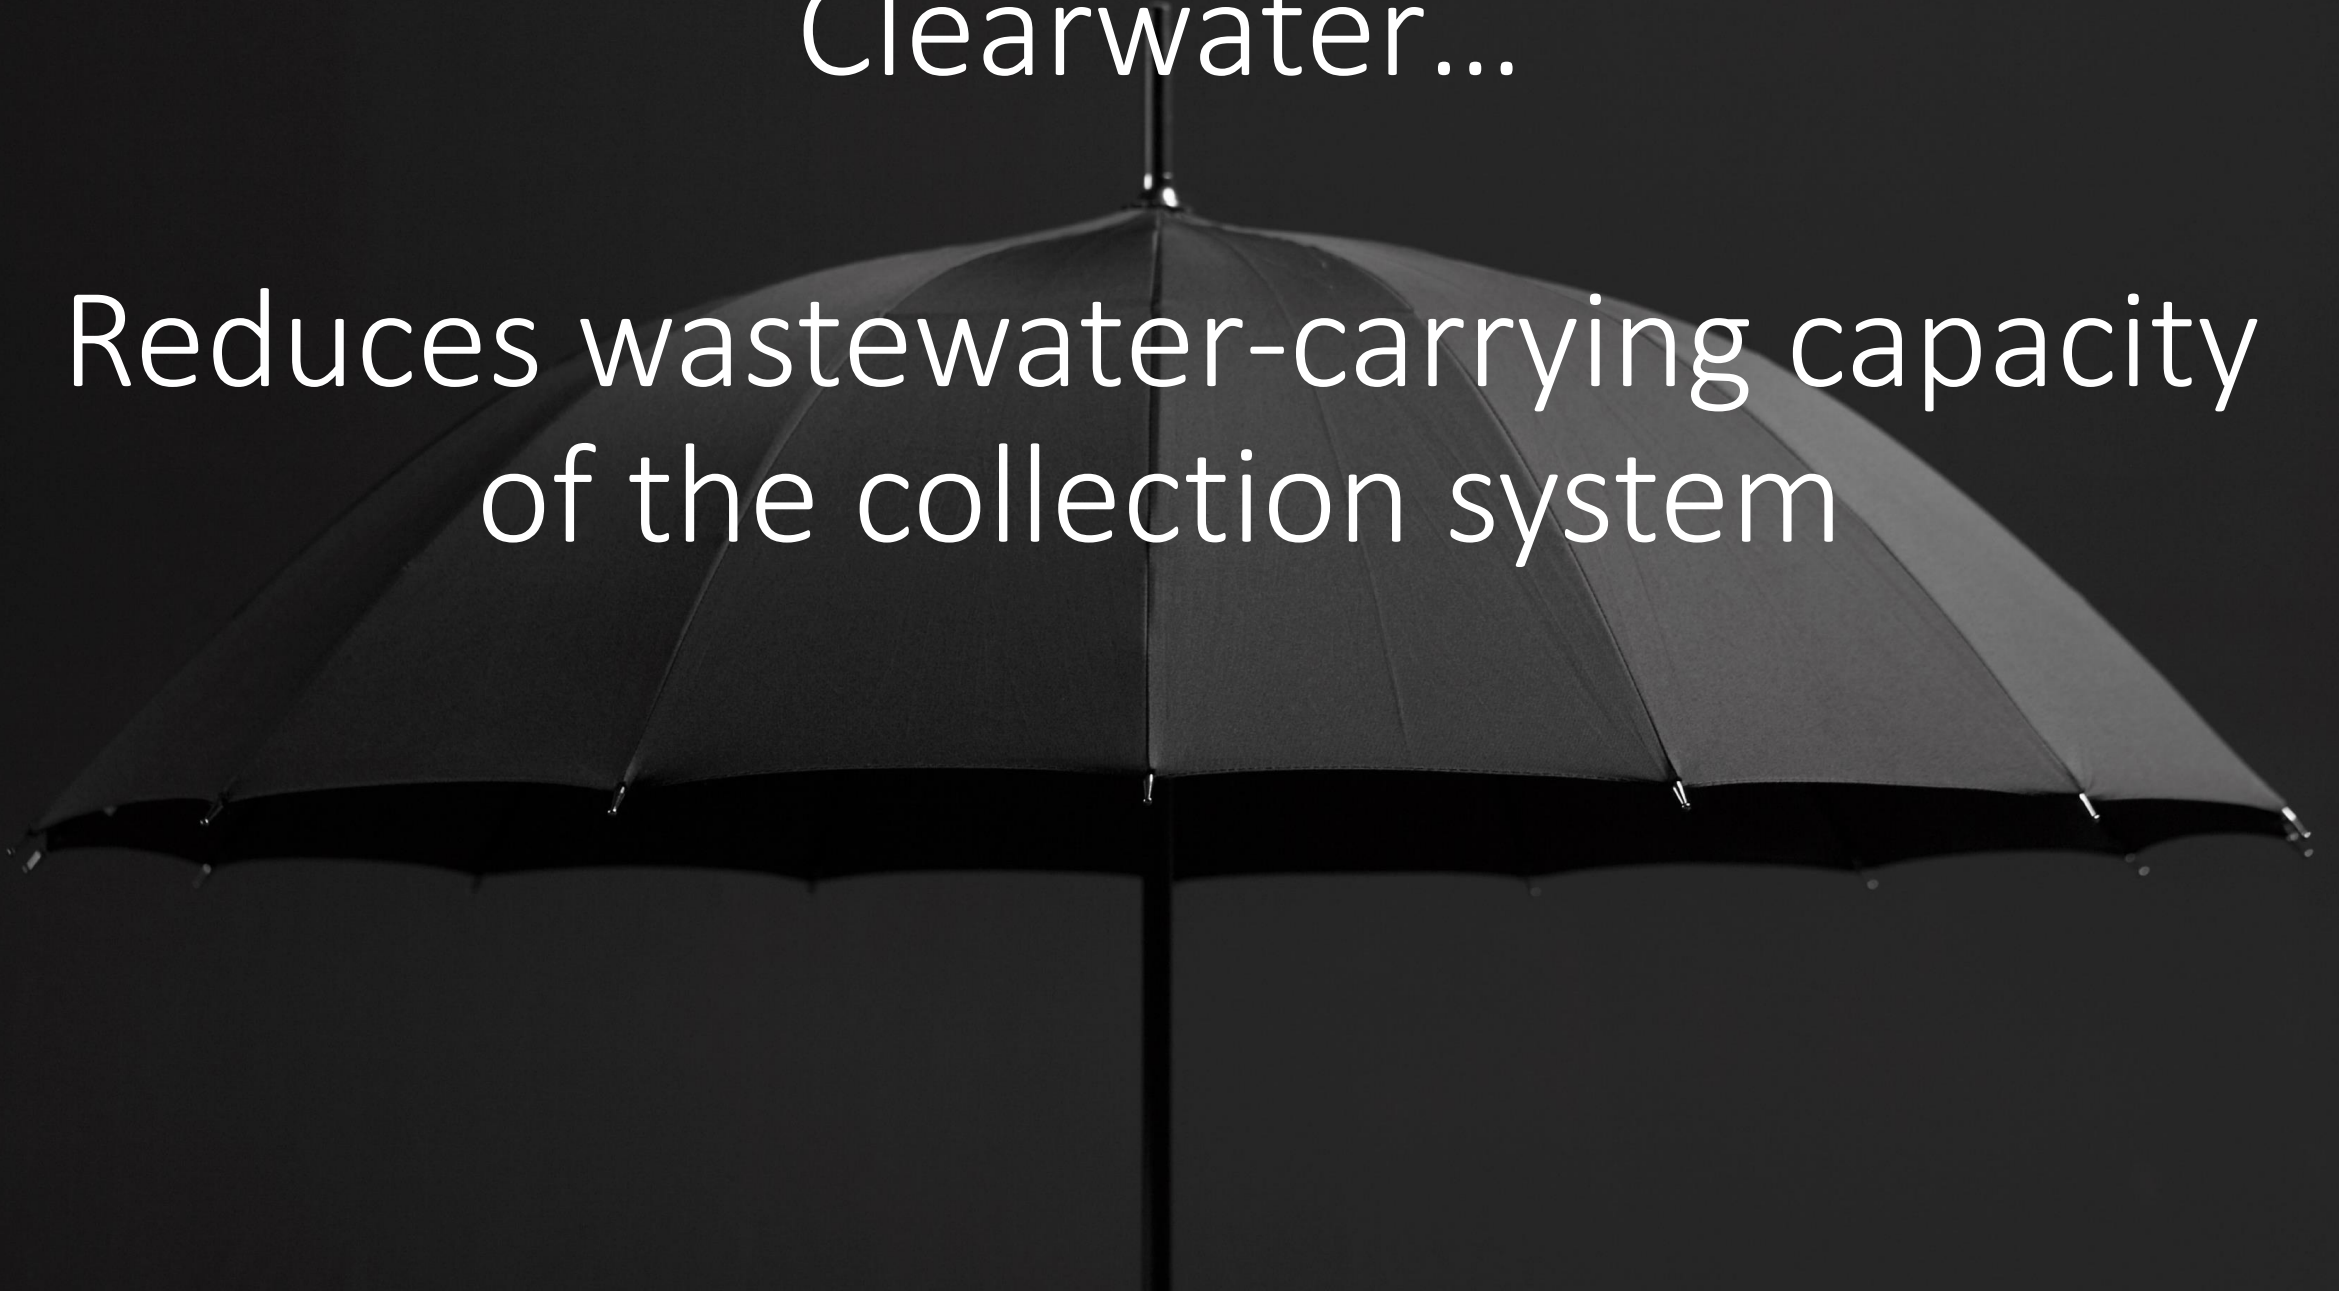 Clearwater…
Reduces wastewater-carrying capacity
of the collection system